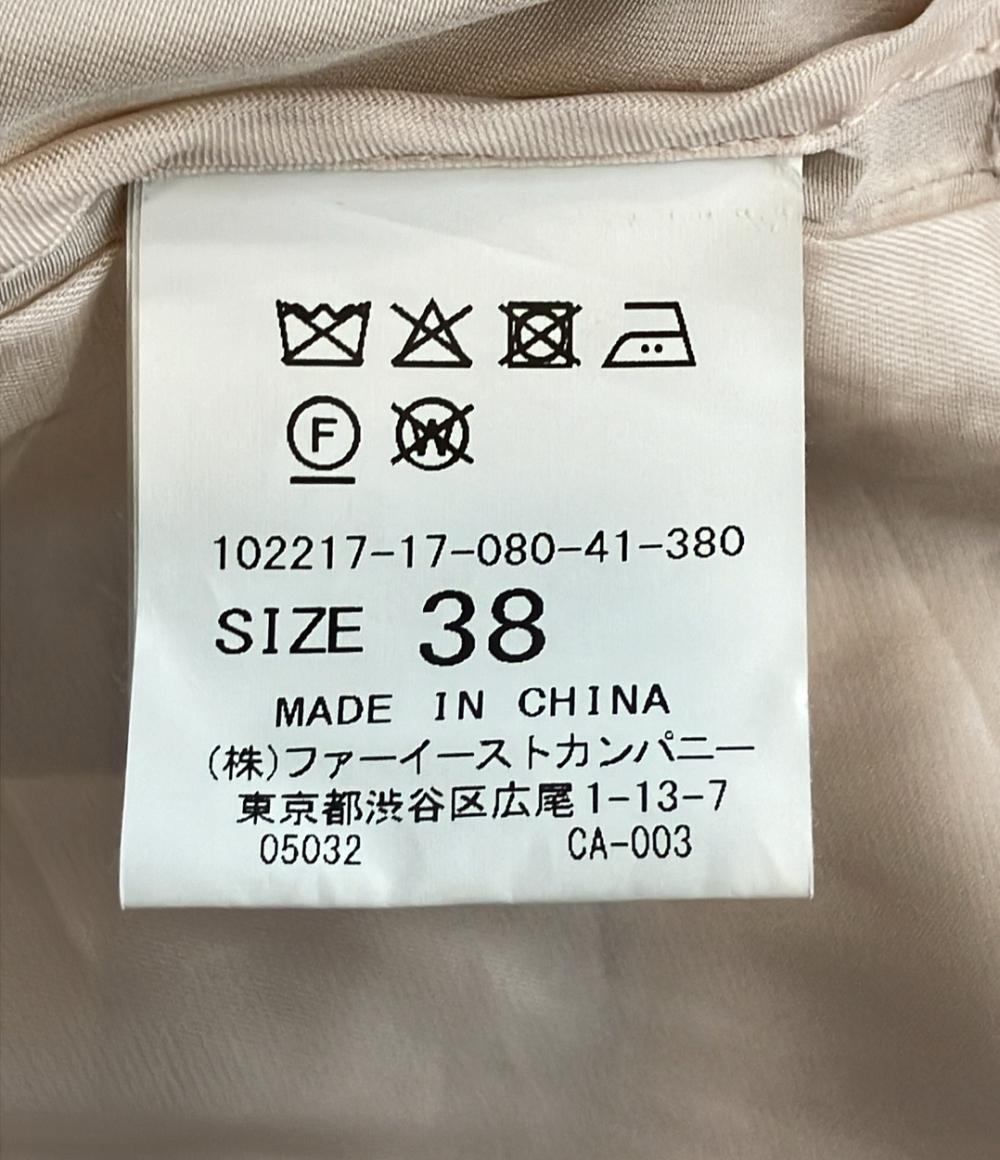 F W
102217-17-080-41-380
SIZE 38
MADE IN CHINA
(株)ファーイーストカンパニー
東京都渋谷区広尾1-13-7
05032 CA-003